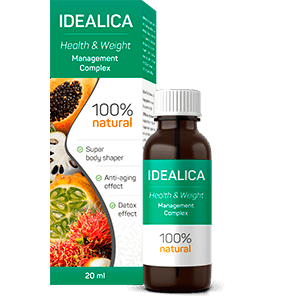 IDEALICA
Health & Weight
Management
Complex
100%
natural
Super
body shaper
Anti-aging
effect
Detox
effect
20 ml
IDEALICA
Health & Weight
Management
Complex
100%
natural